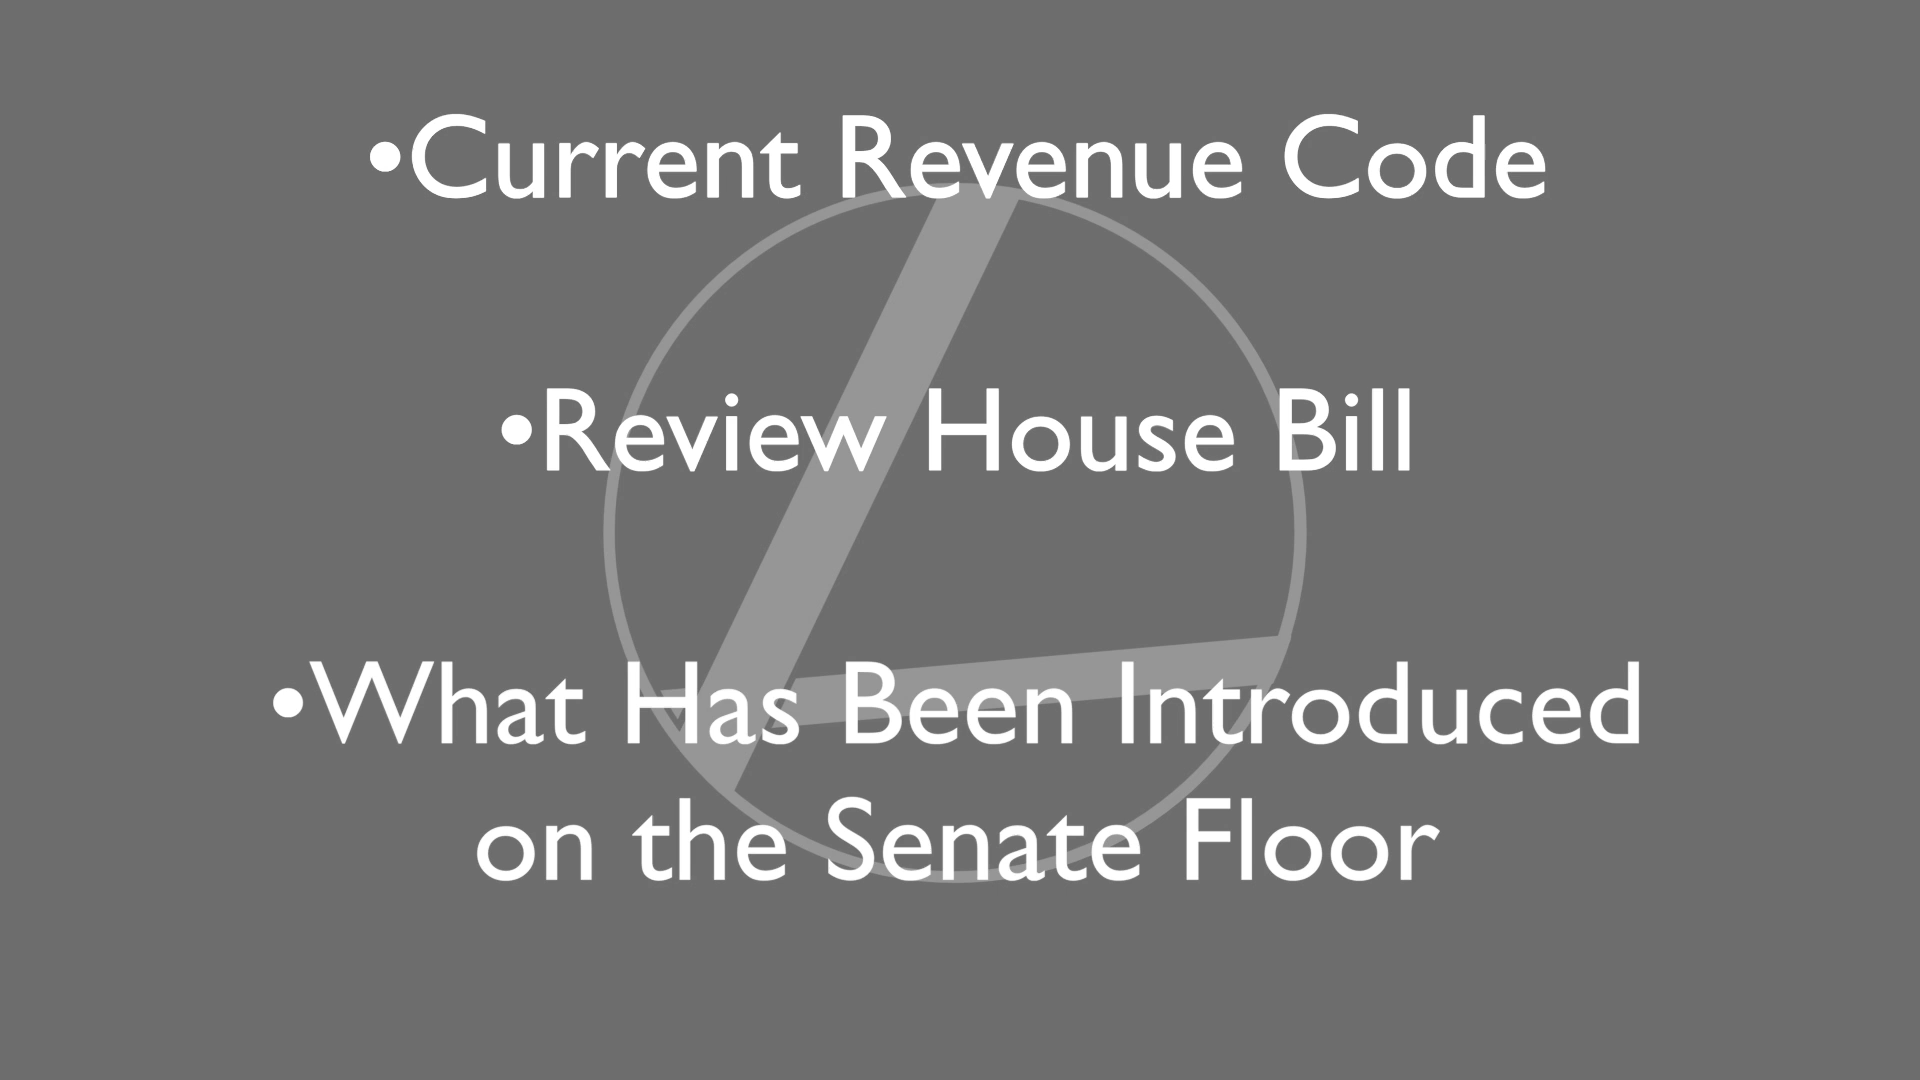 •Current Revenue Code
•Review House Bill
•What Has Been Introduced
on the Senate Floor